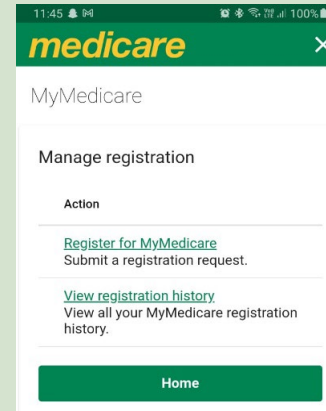 11:45 100%
medicare
MyMedicare
Manage registration
Action
Register for MyMedicare
Submit a registration request.
View registration history
View all your MyMedicare registration
history.
Home